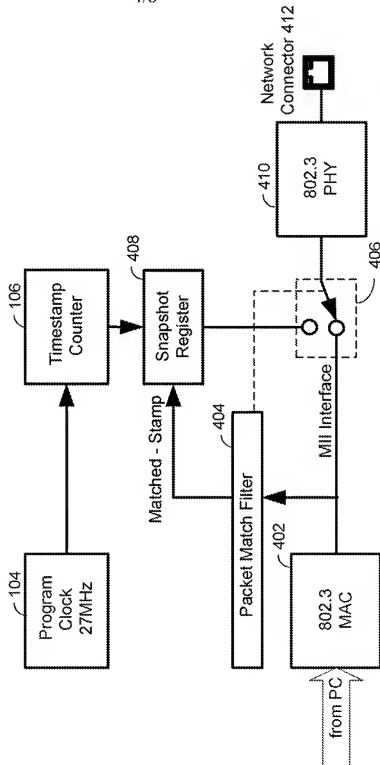 Program
Clock
27MHz
104
Timestamp
Counter
106
Matched - Stamp
Snapshot
Register
408
Packet Match Filter
404
from PC
802.3
MAC
402
MII Interface
406
802.3
PHY
410
Network
Connector 412